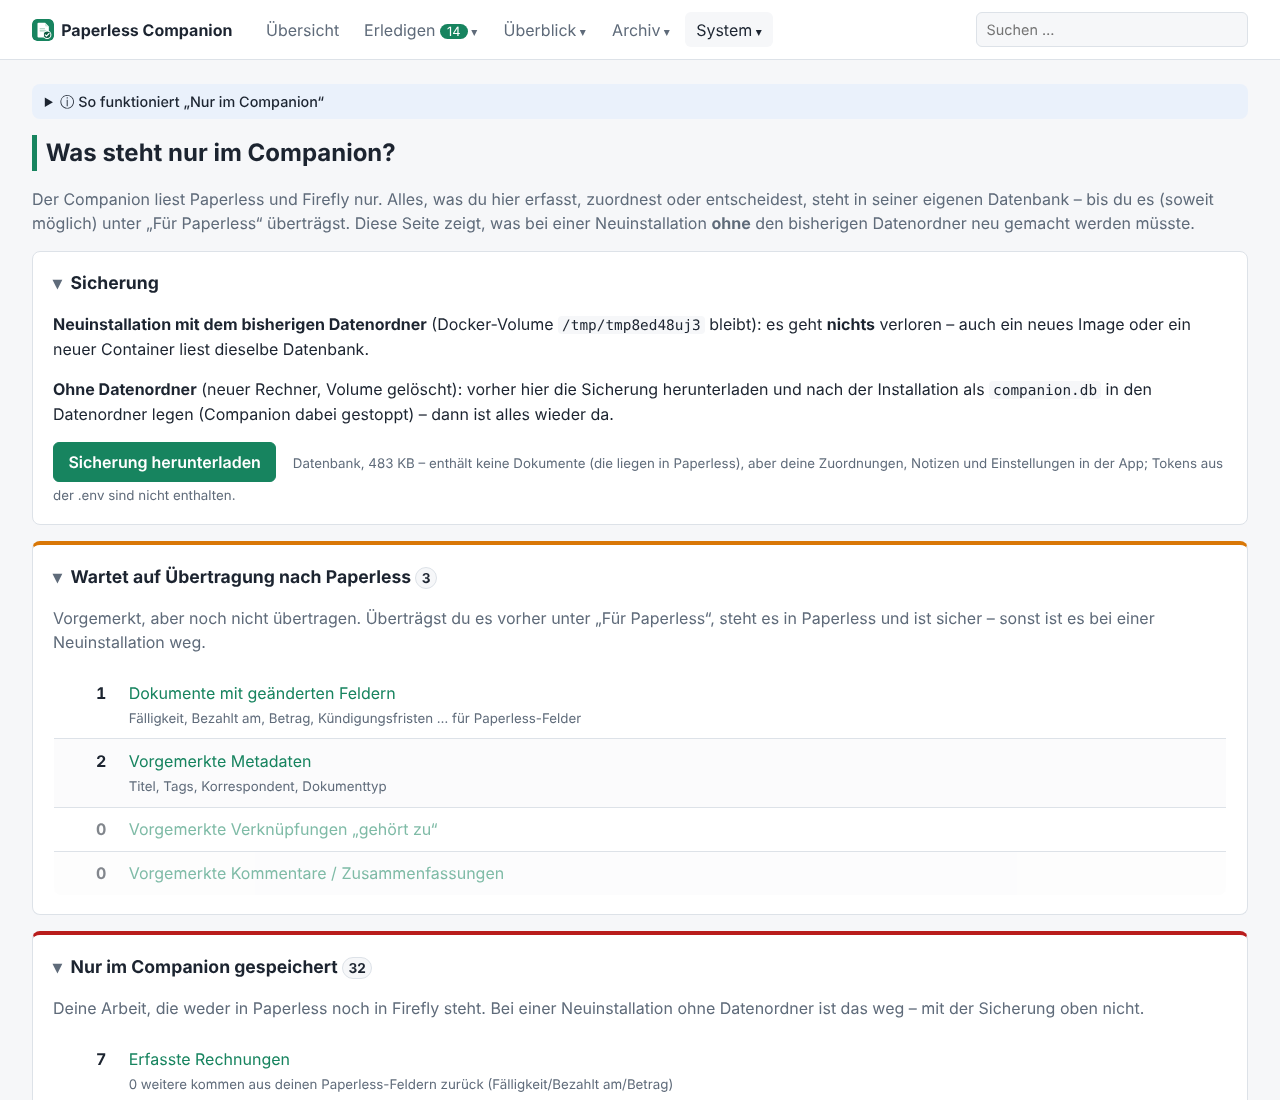 Paperless Companion
Übersicht
Erledigen 14 ▾
Überblick ▾
Archiv ▾
System ▾
Suchen ...
▶ ⓘ So funktioniert „Nur im Companion“
Was steht nur im Companion?
Der Companion liest Paperless und Firefly nur. Alles, was du hier erfasst, zuordnest oder entscheidest, steht in seiner eigenen Datenbank – bis du es (soweit
möglich) unter „Für Paperless“ überträgst. Diese Seite zeigt, was bei einer Neuinstallation ohne den bisherigen Datenordner neu gemacht werden müsste.
▼ Sicherung
Neuinstallation mit dem bisherigen Datenordner (Docker-Volume /tmp/tmp8ed48uj3 bleibt): es geht nichts verloren – auch ein neues Image oder ein
neuer Container liest dieselbe Datenbank.
Ohne Datenordner (neuer Rechner, Volume gelöscht): vorher hier die Sicherung herunterladen und nach der Installation als companion.db in den
Datenordner legen (Companion dabei gestoppt) – dann ist alles wieder da.
Sicherung herunterladen
Datenbank, 483 KB – enthält keine Dokumente (die liegen in Paperless), aber deine Zuordnungen, Notizen und Einstellungen in der App; Tokens aus
der .env sind nicht enthalten.
▼ Wartet auf Übertragung nach Paperless 3
Vorgemerkt, aber noch nicht übertragen. Überträgst du es vorher unter „Für Paperless“, steht es in Paperless und ist sicher – sonst ist es bei einer
Neuinstallation weg.
1 Dokumente mit geänderten Feldern
Fälligkeit, Bezahlt am, Betrag, Kündigungsfristen ... für Paperless-Felder
2 Vorgemerkte Metadaten
Titel, Tags, Korrespondent, Dokumenttyp
0 Vorgemerkte Verknüpfungen „gehört zu“
0 Vorgemerkte Kommentare / Zusammenfassungen
▼ Nur im Companion gespeichert 32
Deine Arbeit, die weder in Paperless noch in Firefly steht. Bei einer Neuinstallation ohne Datenordner ist das weg – mit der Sicherung oben nicht.
7 Erfasste Rechnungen
0 weitere kommen aus deinen Paperless-Feldern zurück (Fälligkeit/Bezahlt am/Betrag)